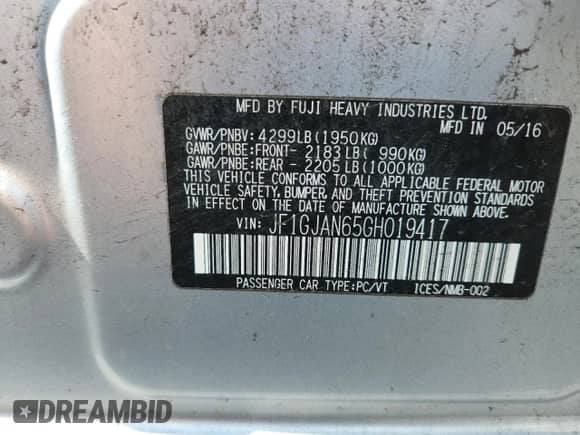 MFD BY FUJI HEAVY INDUSTRIES LTD.
MFD IN 05/16
GVWR/PNBV: 4299LB(1950KG)
GAWR/PNBE:FRONT- 2183LB( 990KG)
GAWR/PNBE:REAR - 2205LB(1000KG)
THIS VEHICLE CONFORMS TO ALL APPLICABLE FEDERAL MOTOR
VEHICLE SAFETY, BUMPER, AND THEFT PREVENTION STANDARDS
IN EFFECT ON THE DATE OF MANUFACTURE SHOWN ABOVE.
VIN: JF1GJAN65GH019417
PASSENGER CAR TYPE:PC/VT ICES/NMB-002
DREAMBID